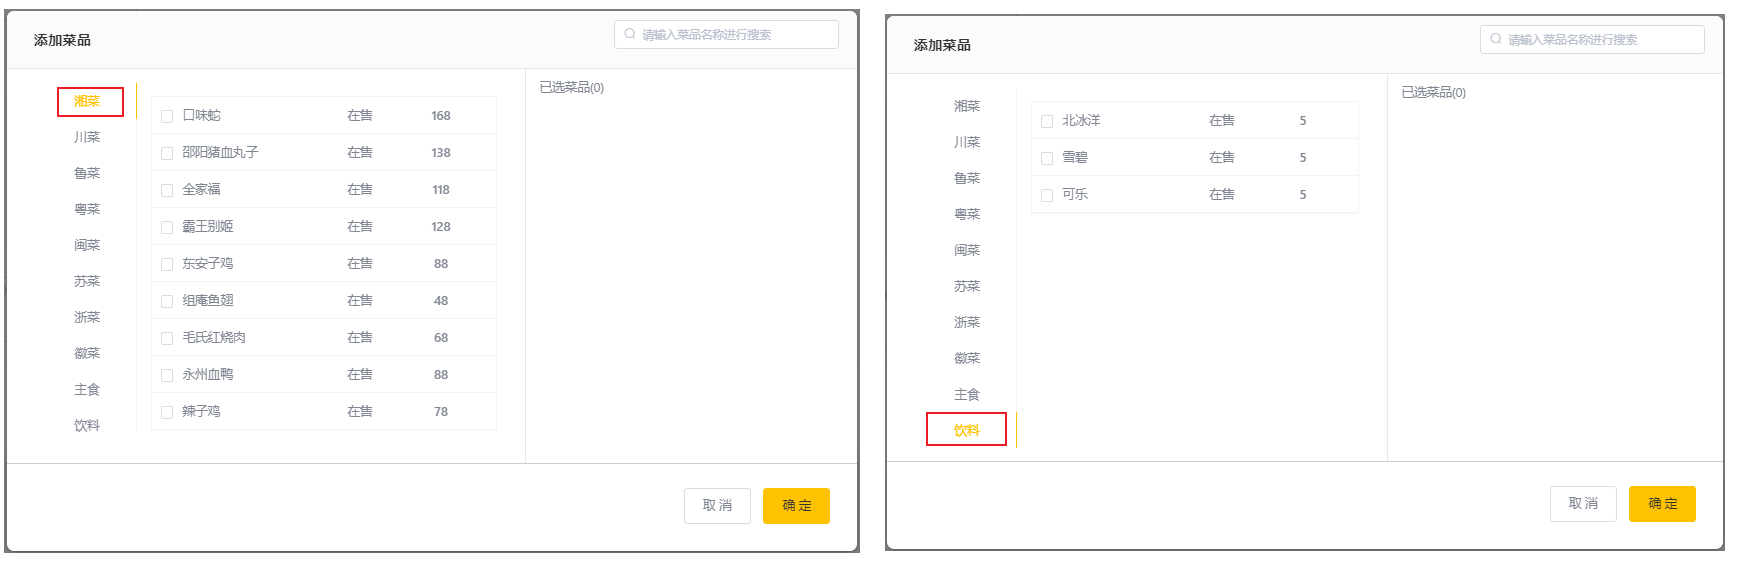 添加菜品
请输入菜品名称进行搜索
湘菜
川菜
鲁菜
粤菜
闽菜
苏菜
浙菜
徽菜
主食
饮料
口味蛇 在售 168
邵阳猪血丸子 在售 138
全家福 在售 118
霸王别姬 在售 128
东安子鸡 在售 88
组庵鱼翅 在售 48
毛氏红烧肉 在售 68
永州血鸭 在售 88
辣子鸡 在售 78
已选菜品(0)
取消
确定
添加菜品
请输入菜品名称进行搜索
湘菜
川菜
鲁菜
粤菜
闽菜
苏菜
浙菜
徽菜
主食
饮料
北冰洋 在售 5
雪碧 在售 5
可乐 在售 5
已选菜品(0)
取消
确定